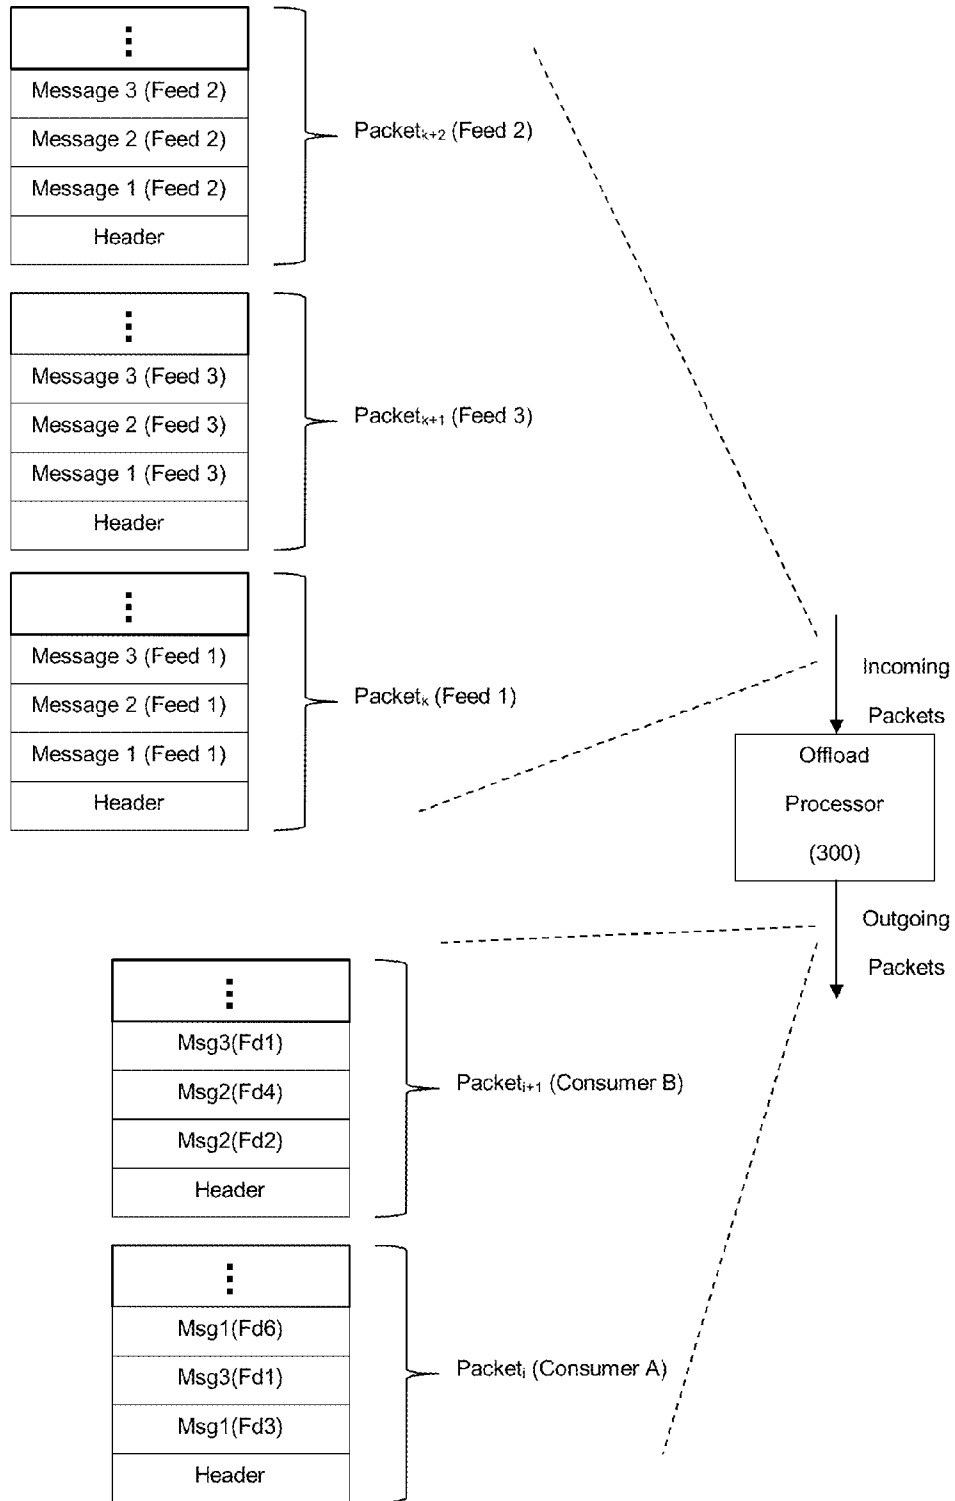 Message 3 (Feed 2)
Message 2 (Feed 2)
Message 1 (Feed 2)
Header
Packetk+2 (Feed 2)
Message 3 (Feed 3)
Message 2 (Feed 3)
Message 1 (Feed 3)
Header
Packetk+1 (Feed 3)
Message 3 (Feed 1)
Message 2 (Feed 1)
Message 1 (Feed 1)
Header
Packetk (Feed 1)
Incoming
Packets
Offload
Processor
(300)
Outgoing
Packets
Msg3(Fd1)
Msg2(Fd4)
Msg2(Fd2)
Header
Packeti+1 (Consumer B)
Msg1(Fd6)
Msg3(Fd1)
Msg1(Fd3)
Header
Packeti (Consumer A)